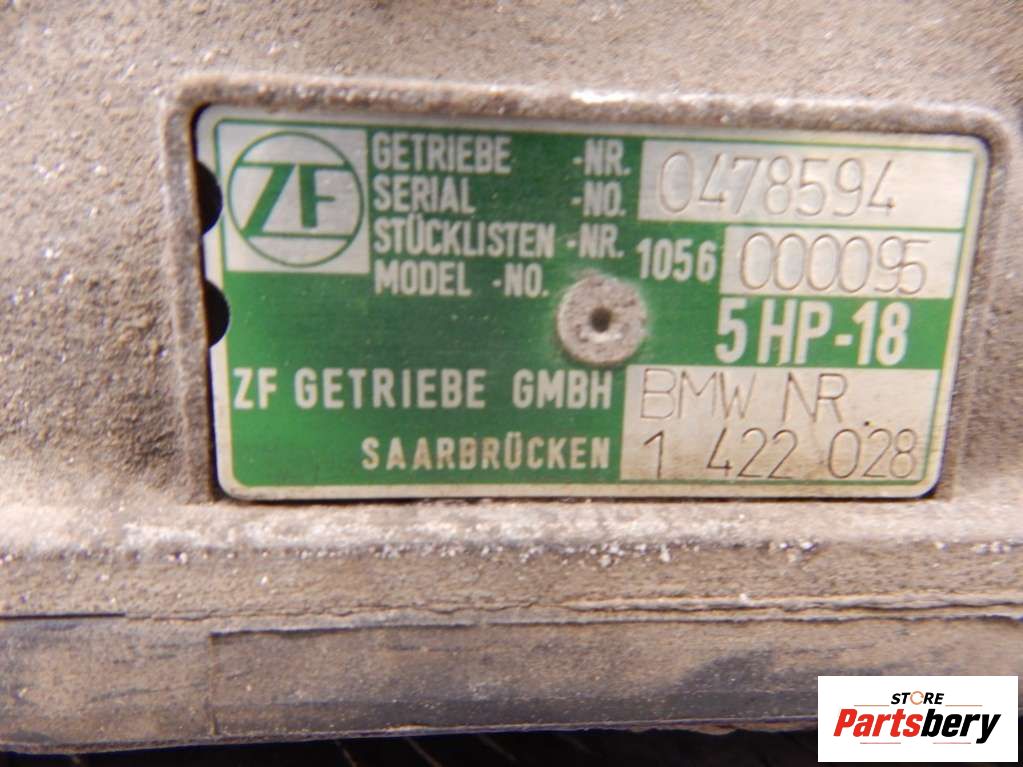 ZF
GETRIEBE -NR. 0478594
SERIAL -NO.
STÜCKLISTEN -NR. 1056 000095
MODEL -NO.
5 HP-18
ZF GETRIEBE GMBH BMW NR.
SAARBRÜCKEN 1 422 028
STORE
Partsbery